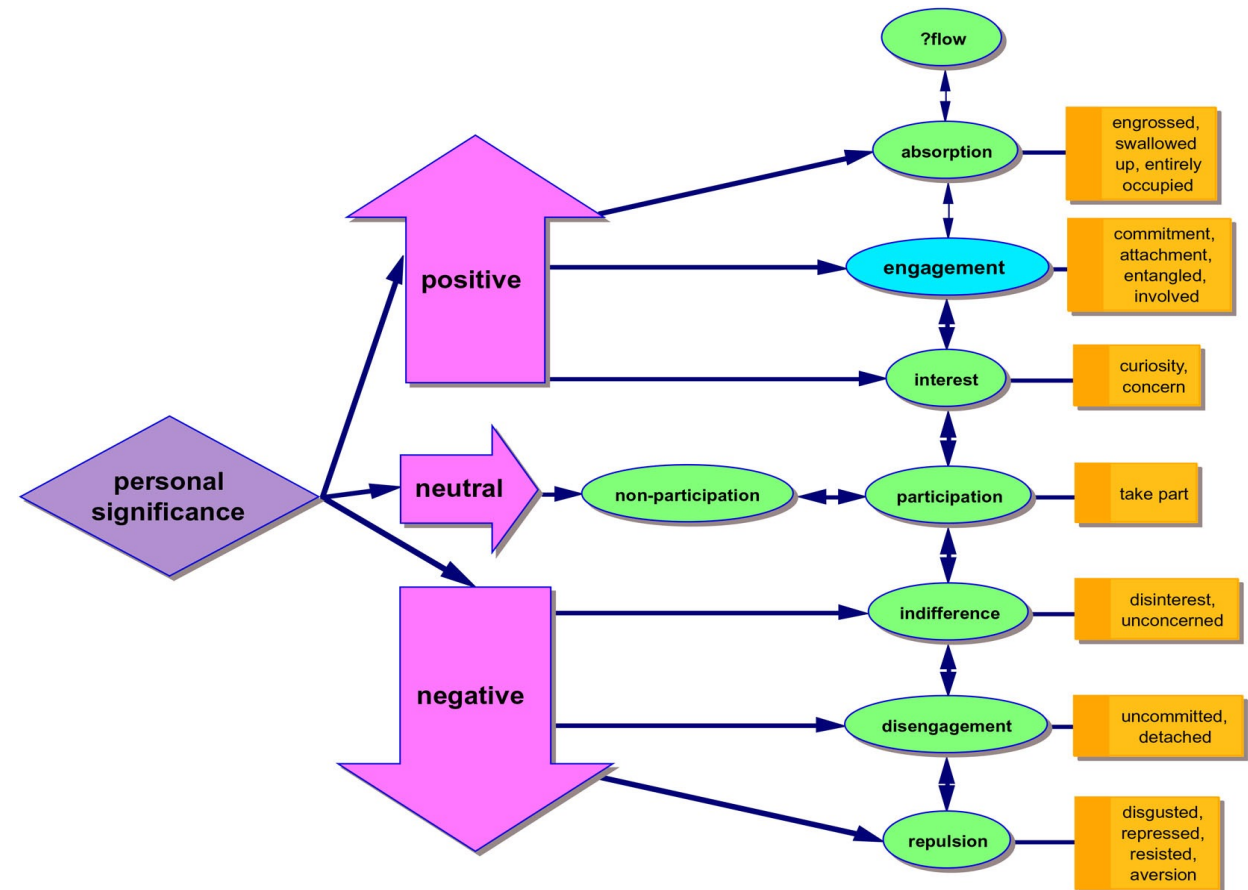 ?flow
absorption
engrossed,
swallowed
up, entirely
occupied
positive
engagement
commitment,
attachment,
entangled,
involved
interest
curiosity,
concern
personal
significance
neutral
non-participation
participation
take part
negative
indifference
disinterest,
unconcerned
disengagement
uncommitted,
detached
repulsion
disgusted,
repressed,
resisted,
aversion